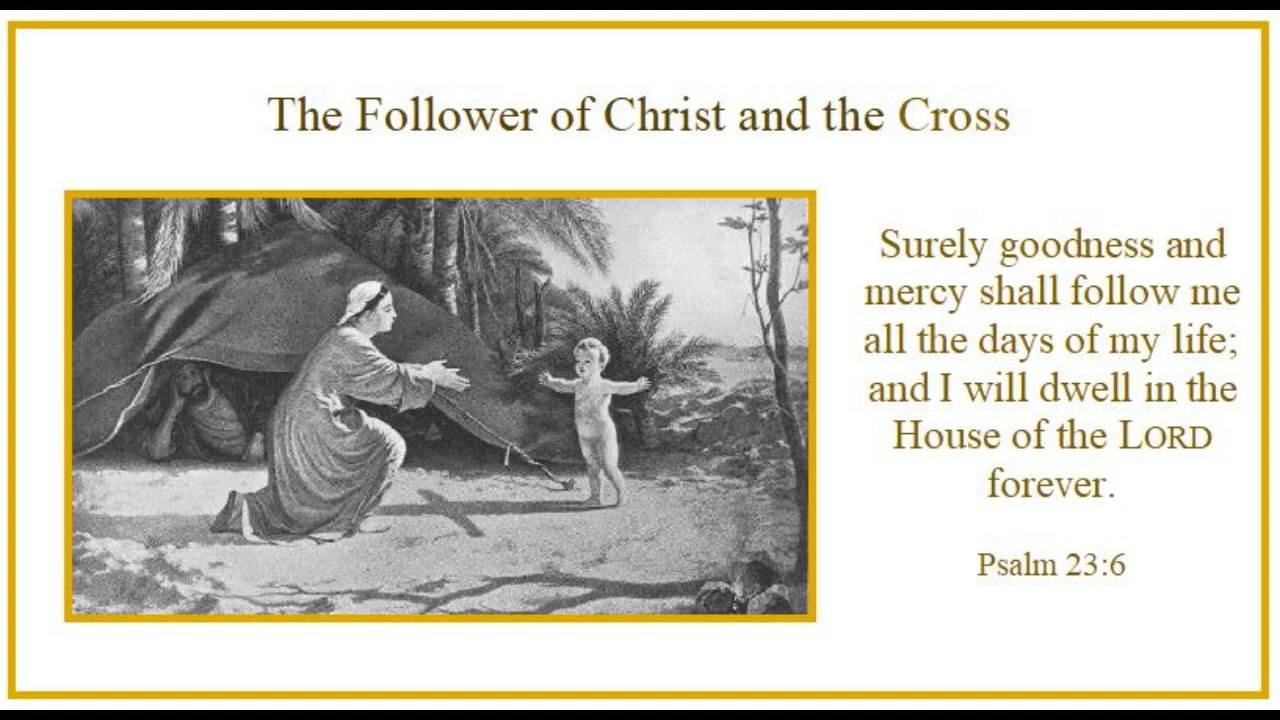 The Follower of Christ and the Cross
Surely goodness and
mercy shall follow me
all the days of my life;
and I will dwell in the
House of the LORD
forever.
Psalm 23:6